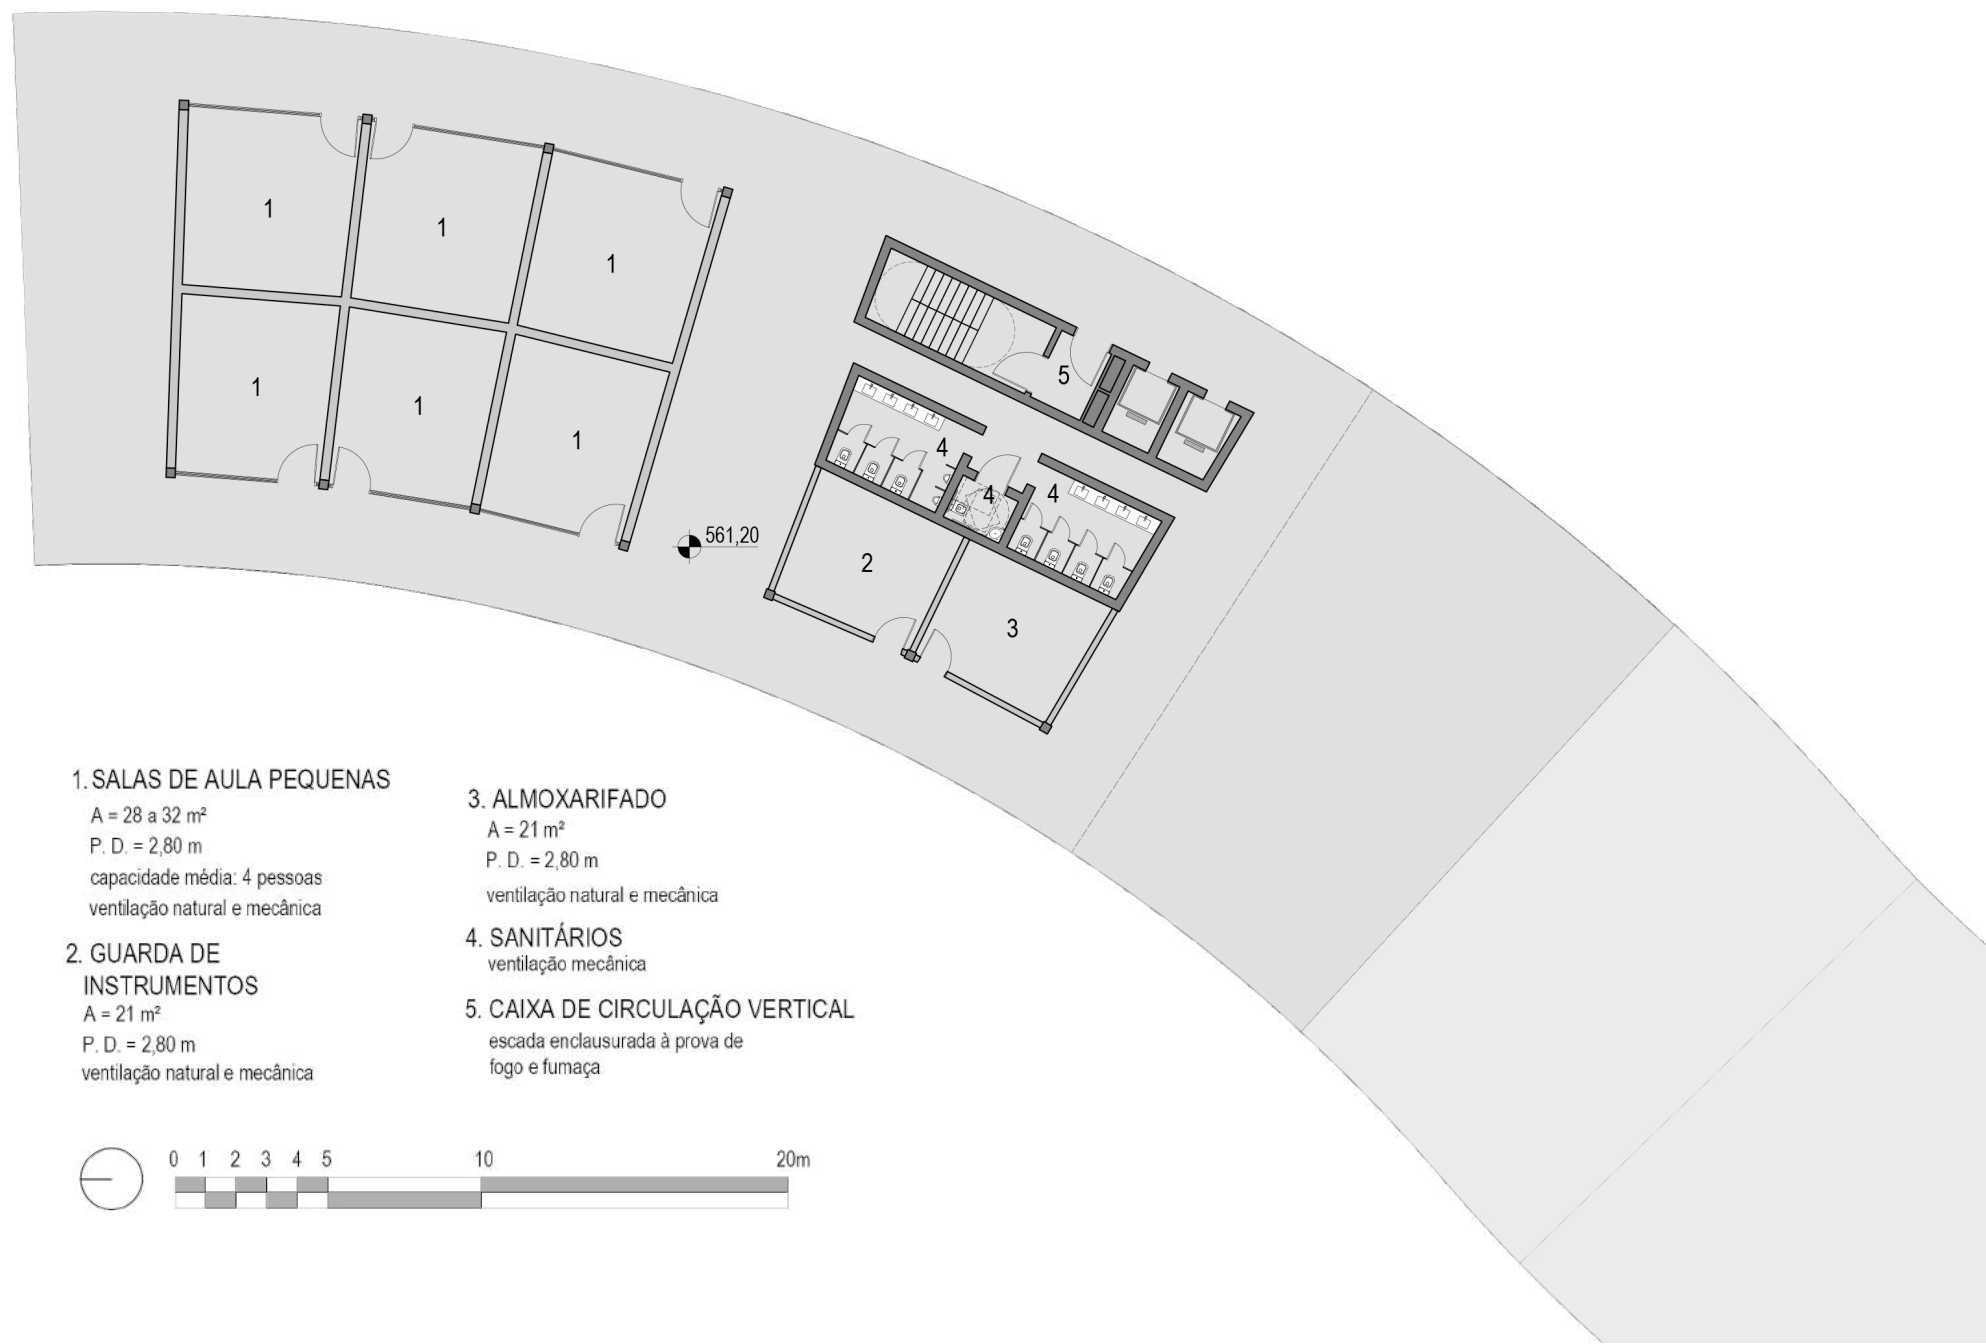 1
1
1
1
1
1
5
4
4
4
561,20
2
3
1. SALAS DE AULA PEQUENAS
A = 28 a 32 m²
P. D. = 2,80 m
capacidade média: 4 pessoas
ventilação natural e mecânica
2. GUARDA DE
INSTRUMENTOS
A = 21 m²
P. D. = 2,80 m
ventilação natural e mecânica
3. ALMOXARIFADO
A = 21 m²
P. D. = 2,80 m
ventilação natural e mecânica
4. SANITÁRIOS
ventilação mecânica
5. CAIXA DE CIRCULAÇÃO VERTICAL
escada enclausurada à prova de
fogo e fumaça
0 1 2 3 4 5 10 20m